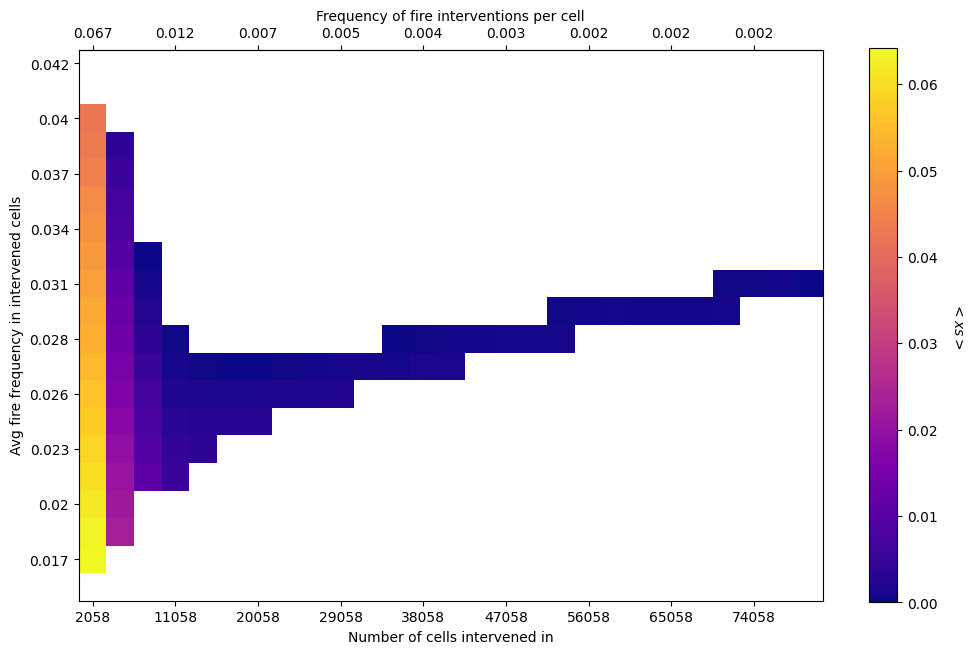 Frequency of fire interventions per cell
0.067 0.012 0.007 0.005 0.004 0.003 0.002 0.002 0.002
Avg fire frequency in intervened cells
0.042
0.04
0.037
0.034
0.031
0.028
0.026
0.023
0.02
0.017
2058 11058 20058 29058 38058 47058 56058 65058 74058
Number of cells intervened in
0.06
0.05
0.04
0.03
0.02
0.01
0.00
< sx >